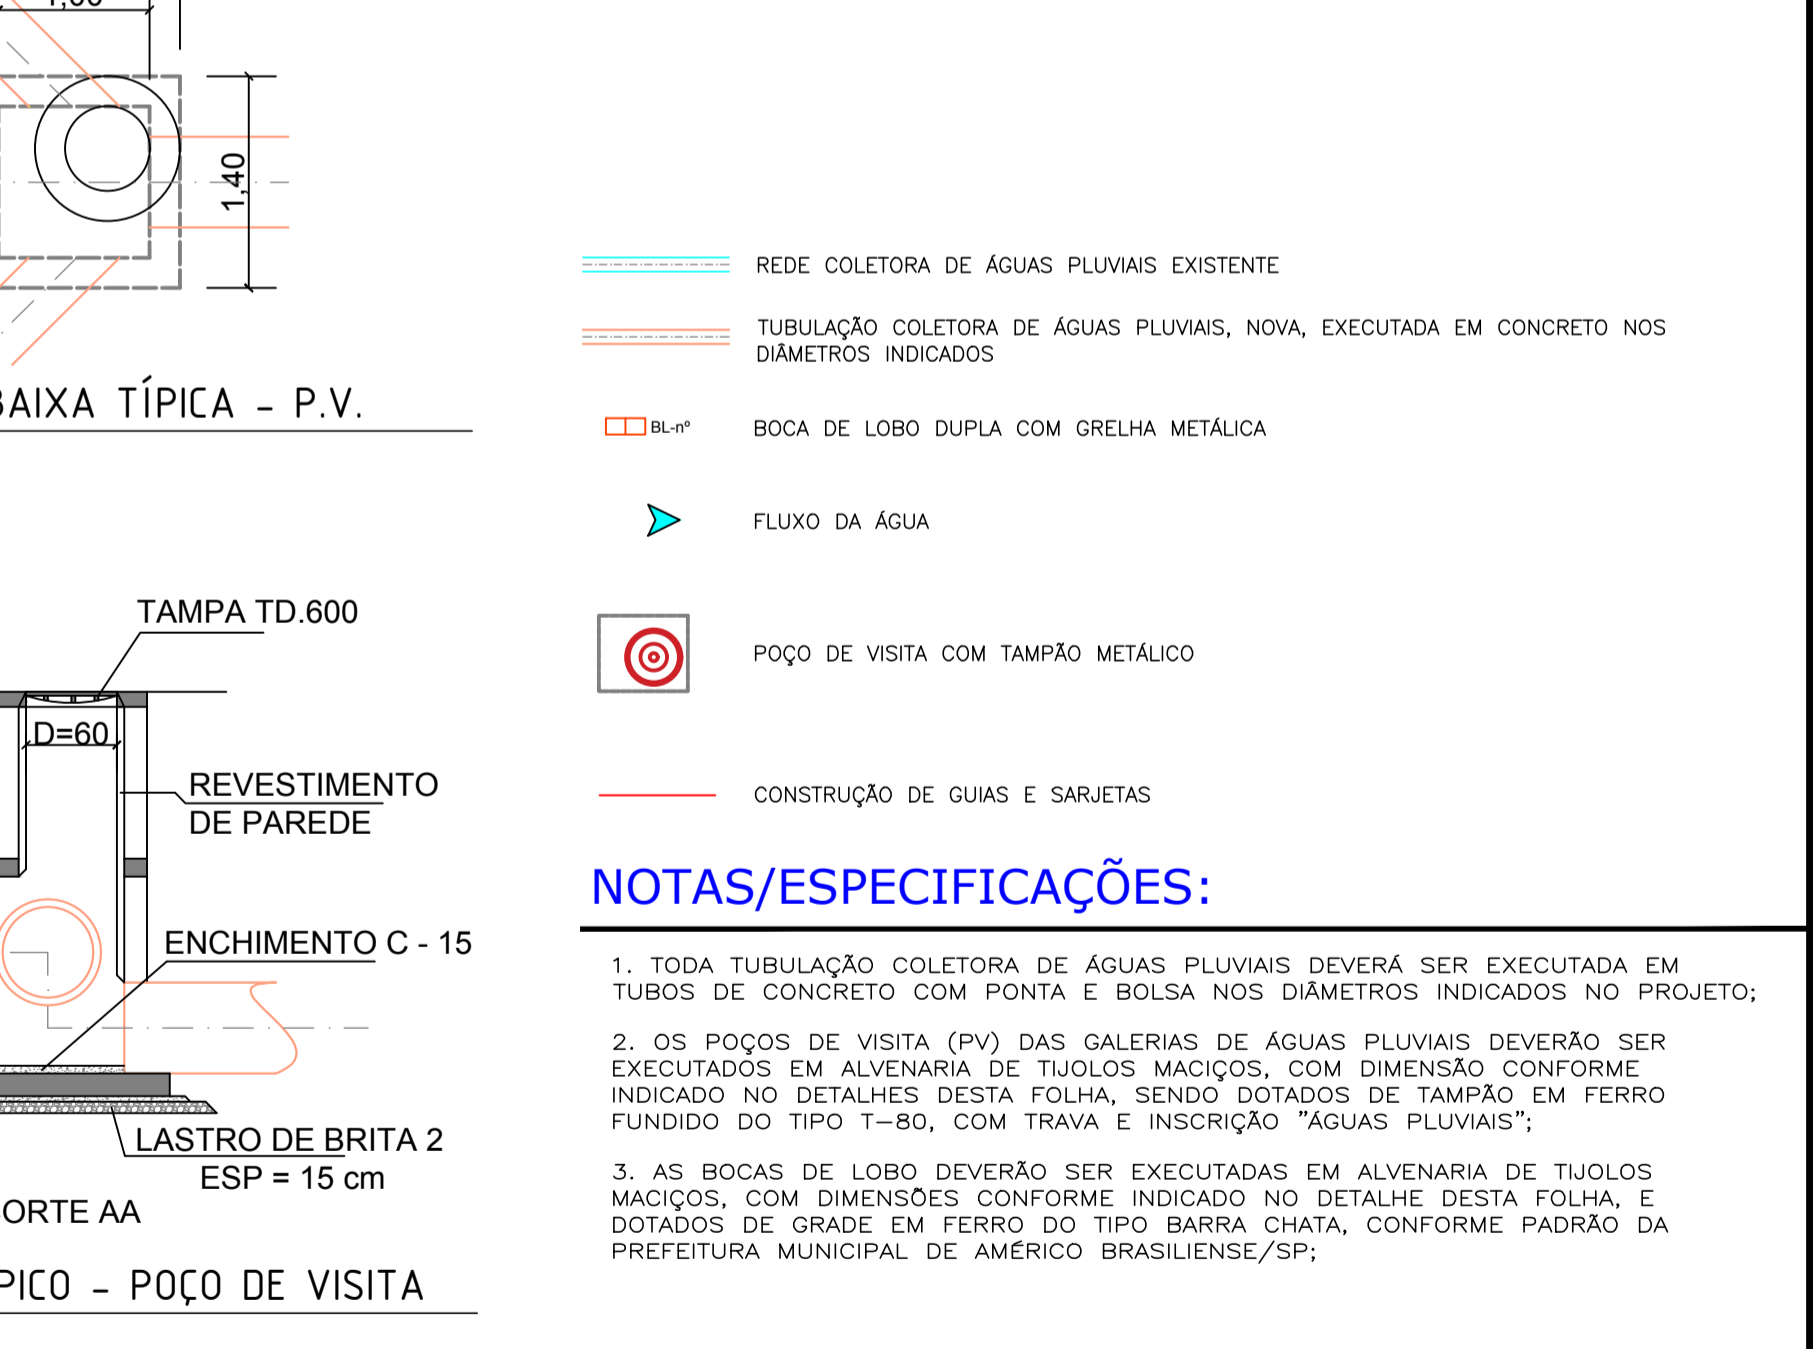 1,40
BAIXA TÍPICA - P.V.
TAMPA TD.600
D=60
REVESTIMENTO
DE PAREDE
ENCHIMENTO C - 15
LASTRO DE BRITA 2
ESP = 15 cm
CORTE AA
PICO - POÇO DE VISITA
REDE COLETORA DE ÁGUAS PLUVIAIS EXISTENTE
TUBULAÇÃO COLETORA DE ÁGUAS PLUVIAIS, NOVA, EXECUTADA EM CONCRETO NOS
DIÂMETROS INDICADOS
BL-nº
BOCA DE LOBO DUPLA COM GRELHA METÁLICA
FLUXO DA ÁGUA
POÇO DE VISITA COM TAMPÃO METÁLICO
CONSTRUÇÃO DE GUIAS E SARJETAS
NOTAS/ESPECIFICAÇÕES:
1. TODA TUBULAÇÃO COLETORA DE ÁGUAS PLUVIAIS DEVERÁ SER EXECUTADA EM
TUBOS DE CONCRETO COM PONTA E BOLSA NOS DIÂMETROS INDICADOS NO PROJETO;
2. OS POÇOS DE VISITA (PV) DAS GALERIAS DE ÁGUAS PLUVIAIS DEVERÃO SER
EXECUTADOS EM ALVENARIA DE TIJOLOS MACIÇOS, COM DIMENSÃO CONFORME
INDICADO NO DETALHES DESTA FOLHA, SENDO DOTADOS DE TAMPÃO EM FERRO
FUNDIDO DO TIPO T-80, COM TRAVA E INSCRIÇÃO "ÁGUAS PLUVIAIS";
3. AS BOCAS DE LOBO DEVERÃO SER EXECUTADAS EM ALVENARIA DE TIJOLOS
MACIÇOS, COM DIMENSÕES CONFORME INDICADO NO DETALHE DESTA FOLHA, E
DOTADOS DE GRADE EM FERRO DO TIPO BARRA CHATA, CONFORME PADRÃO DA
PREFEITURA MUNICIPAL DE AMÉRICO BRASILIENSE/SP;